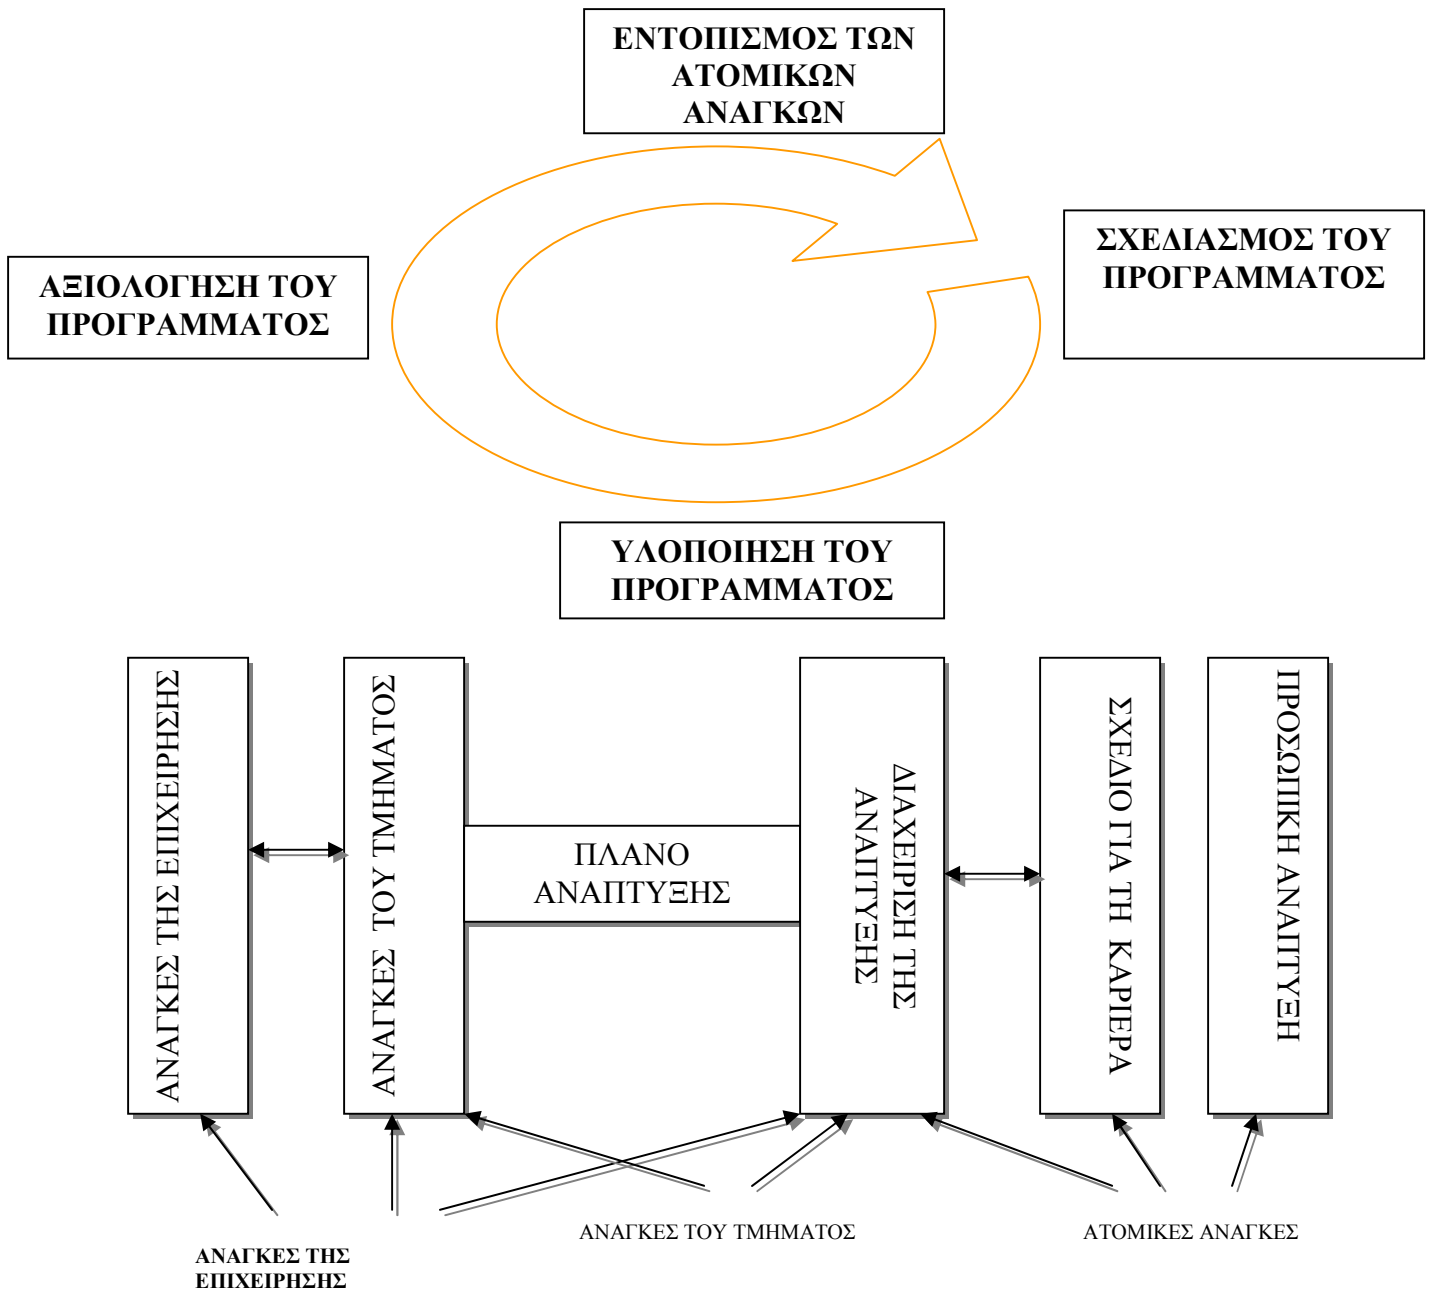 ΕΝΤΟΠΙΣΜΟΣ ΤΩΝ
ΑΤΟΜΙΚΩΝ
ΑΝΑΓΚΩΝ
ΣΧΕΔΙΑΣΜΟΣ ΤΟΥ
ΠΡΟΓΡΑΜΜΑΤΟΣ
ΑΞΙΟΛΟΓΗΣΗ ΤΟΥ
ΠΡΟΓΡΑΜΜΑΤΟΣ
ΥΛΟΠΟΙΗΣΗ ΤΟΥ
ΠΡΟΓΡΑΜΜΑΤΟΣ
ΑΝΑΓΚΕΣ ΤΗΣ ΕΠΙΧΕΙΡΗΣΗΣ
ΑΝΑΓΚΕΣ ΤΟΥ ΤΜΗΜΑΤΟΣ
ΠΛΑΝΟ
ΑΝΑΠΤΥΞΗΣ
ΔΙΑΧΕΙΡΙΣΗ ΤΗΣ
ΑΝΑΠΤΥΞΗΣ
ΣΧΕΔΙΟ ΓΙΑ ΤΗ ΚΑΡΙΕΡΑ
ΠΡΟΣΩΠΙΚΗ ΑΝΑΠΤΥΞΗ
ΑΝΑΓΚΕΣ ΤΗΣ
ΕΠΙΧΕΙΡΗΣΗΣ
ΑΝΑΓΚΕΣ ΤΟΥ ΤΜΗΜΑΤΟΣ
ΑΤΟΜΙΚΕΣ ΑΝΑΓΚΕΣ